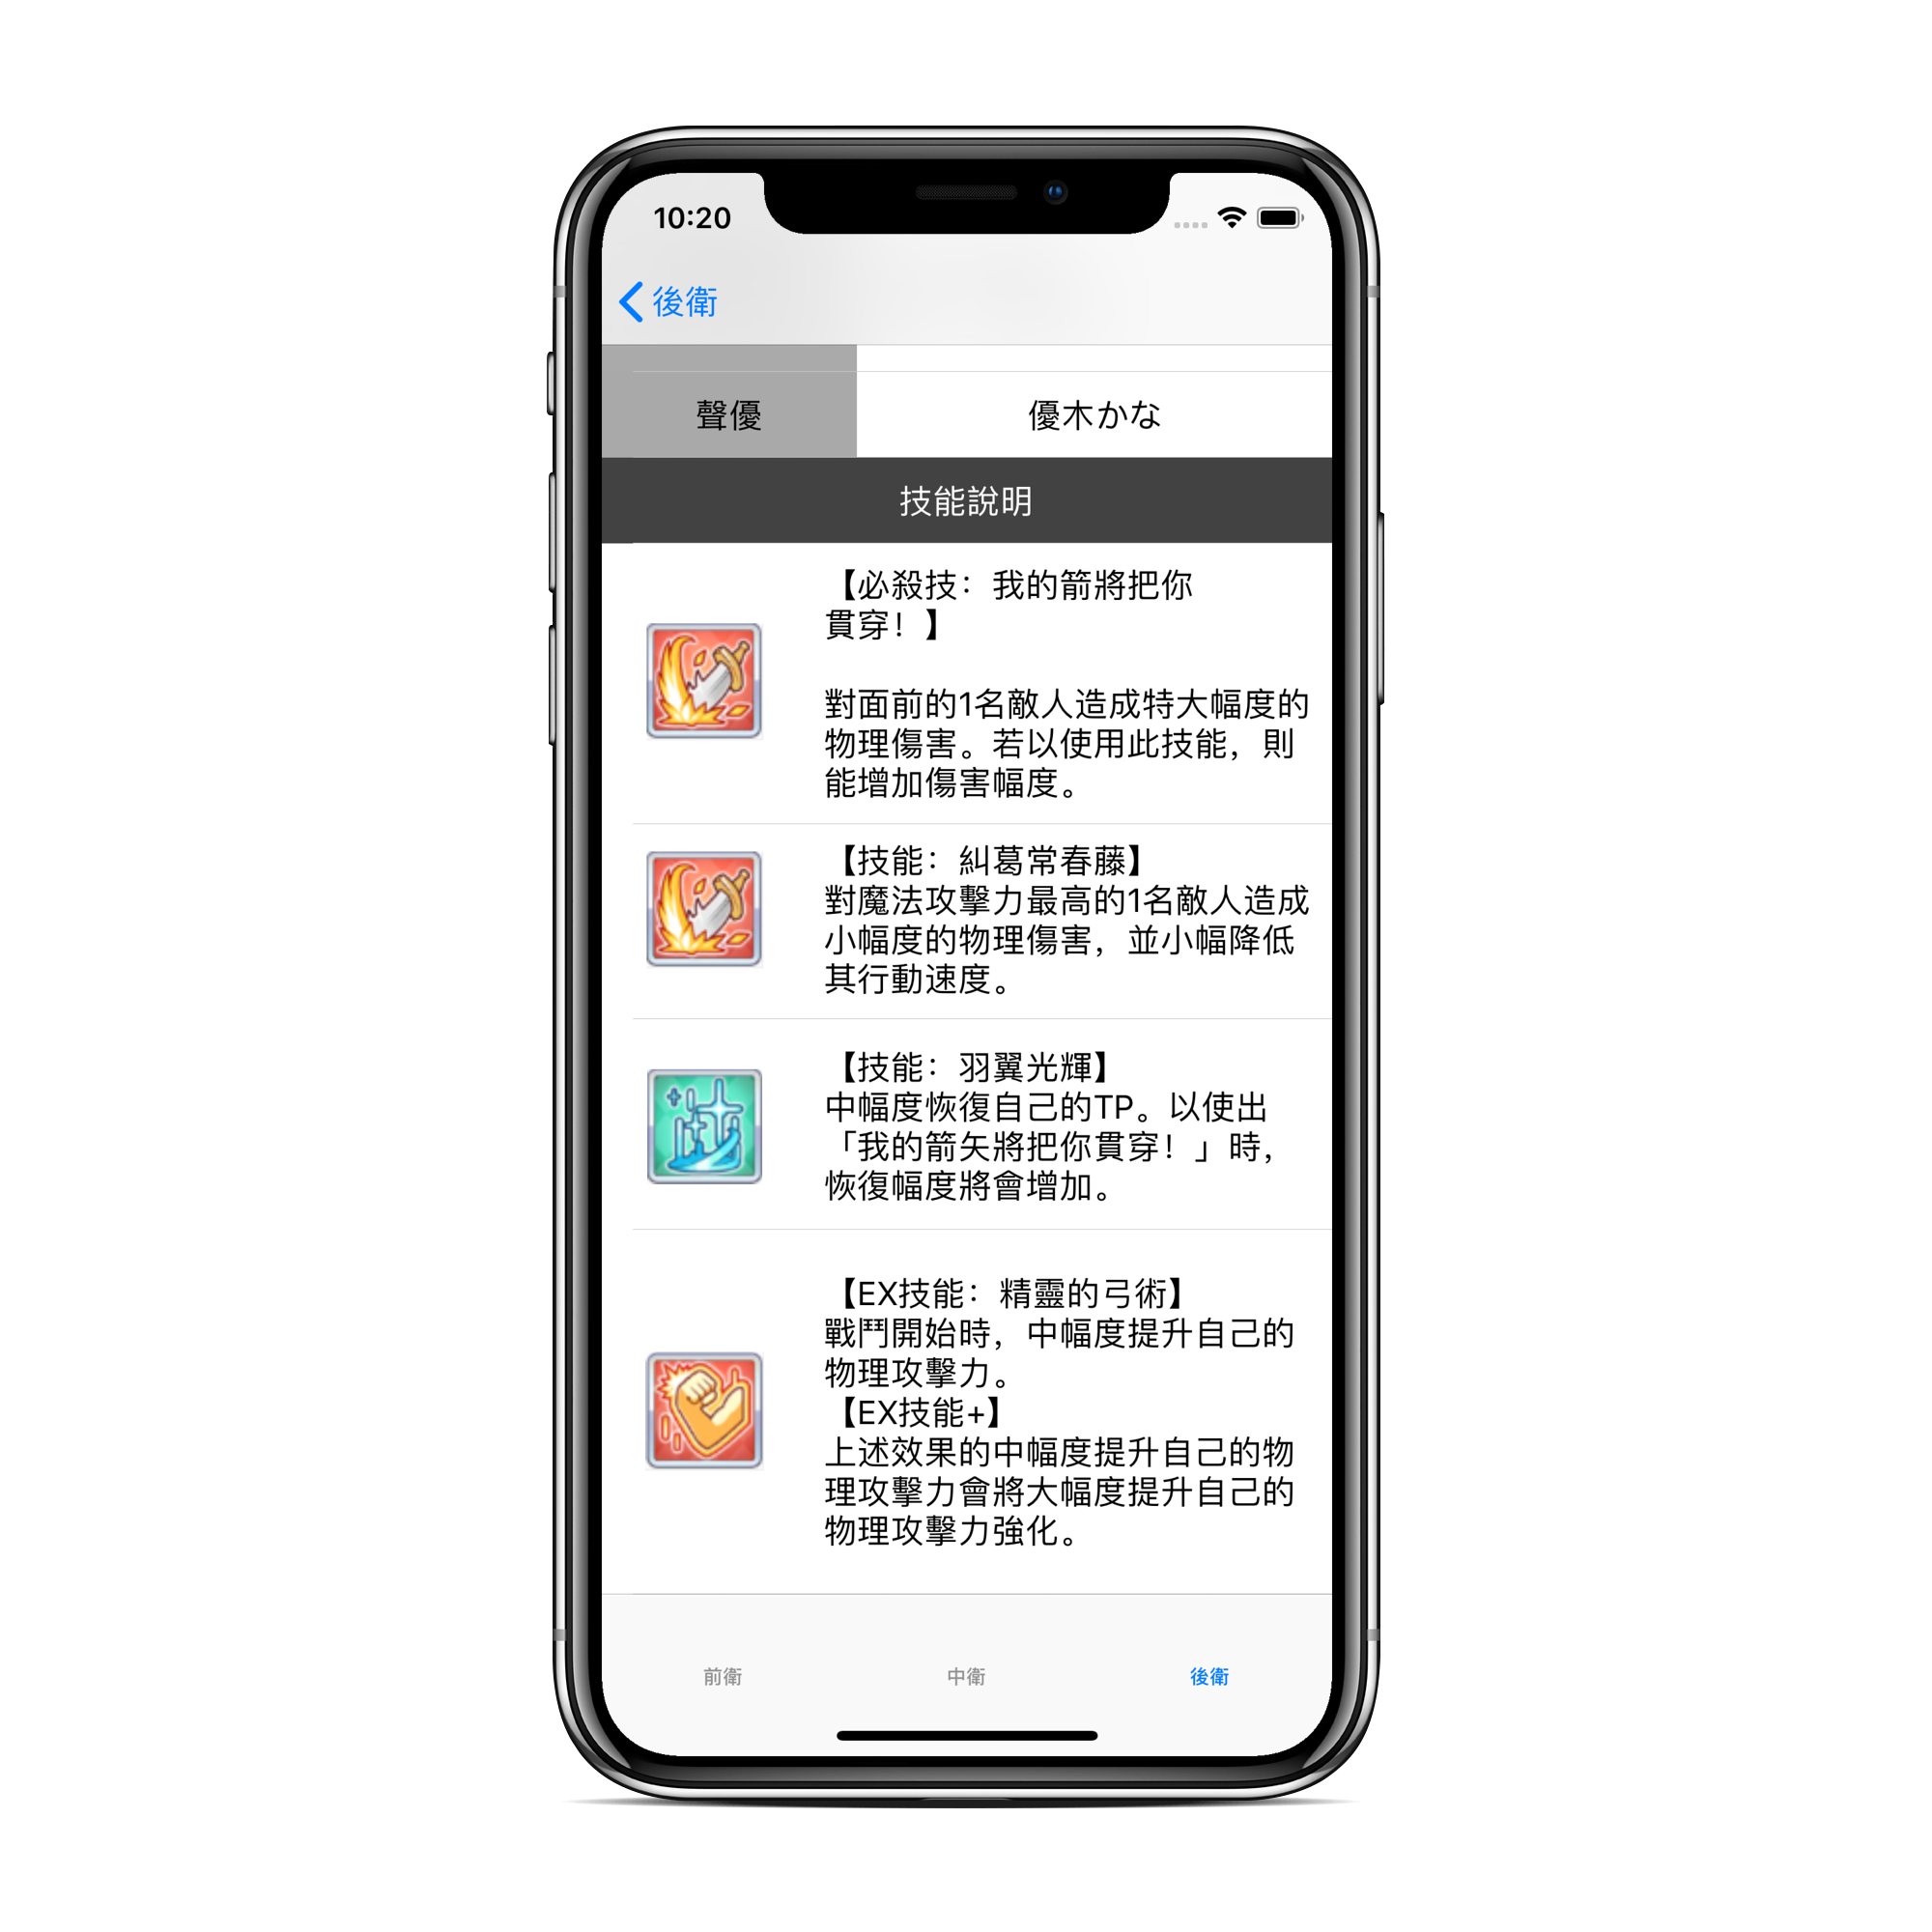 10:20
後衛
聲優
優木かな
技能說明
【必殺技：我的箭將把你
貫穿！】
對面前的1名敵人造成特大幅度的
物理傷害。若以使用此技能，則
能增加傷害幅度。
【技能：糾葛常春藤】
對魔法攻擊力最高的1名敵人造成
小幅度的物理傷害，並小幅降低
其行動速度。
【技能：羽翼光輝】
中幅度恢復自己的TP。以使出
「我的箭矢將把你貫穿！」時，
恢復幅度將會增加。
【EX技能：精靈的弓術】
戰鬥開始時，中幅度提升自己的
物理攻擊力。
【EX技能+】
上述效果的中幅度提升自己的物
理攻擊力會將大幅度提升自己的
物理攻擊力強化。
前衛
中衛
後衛